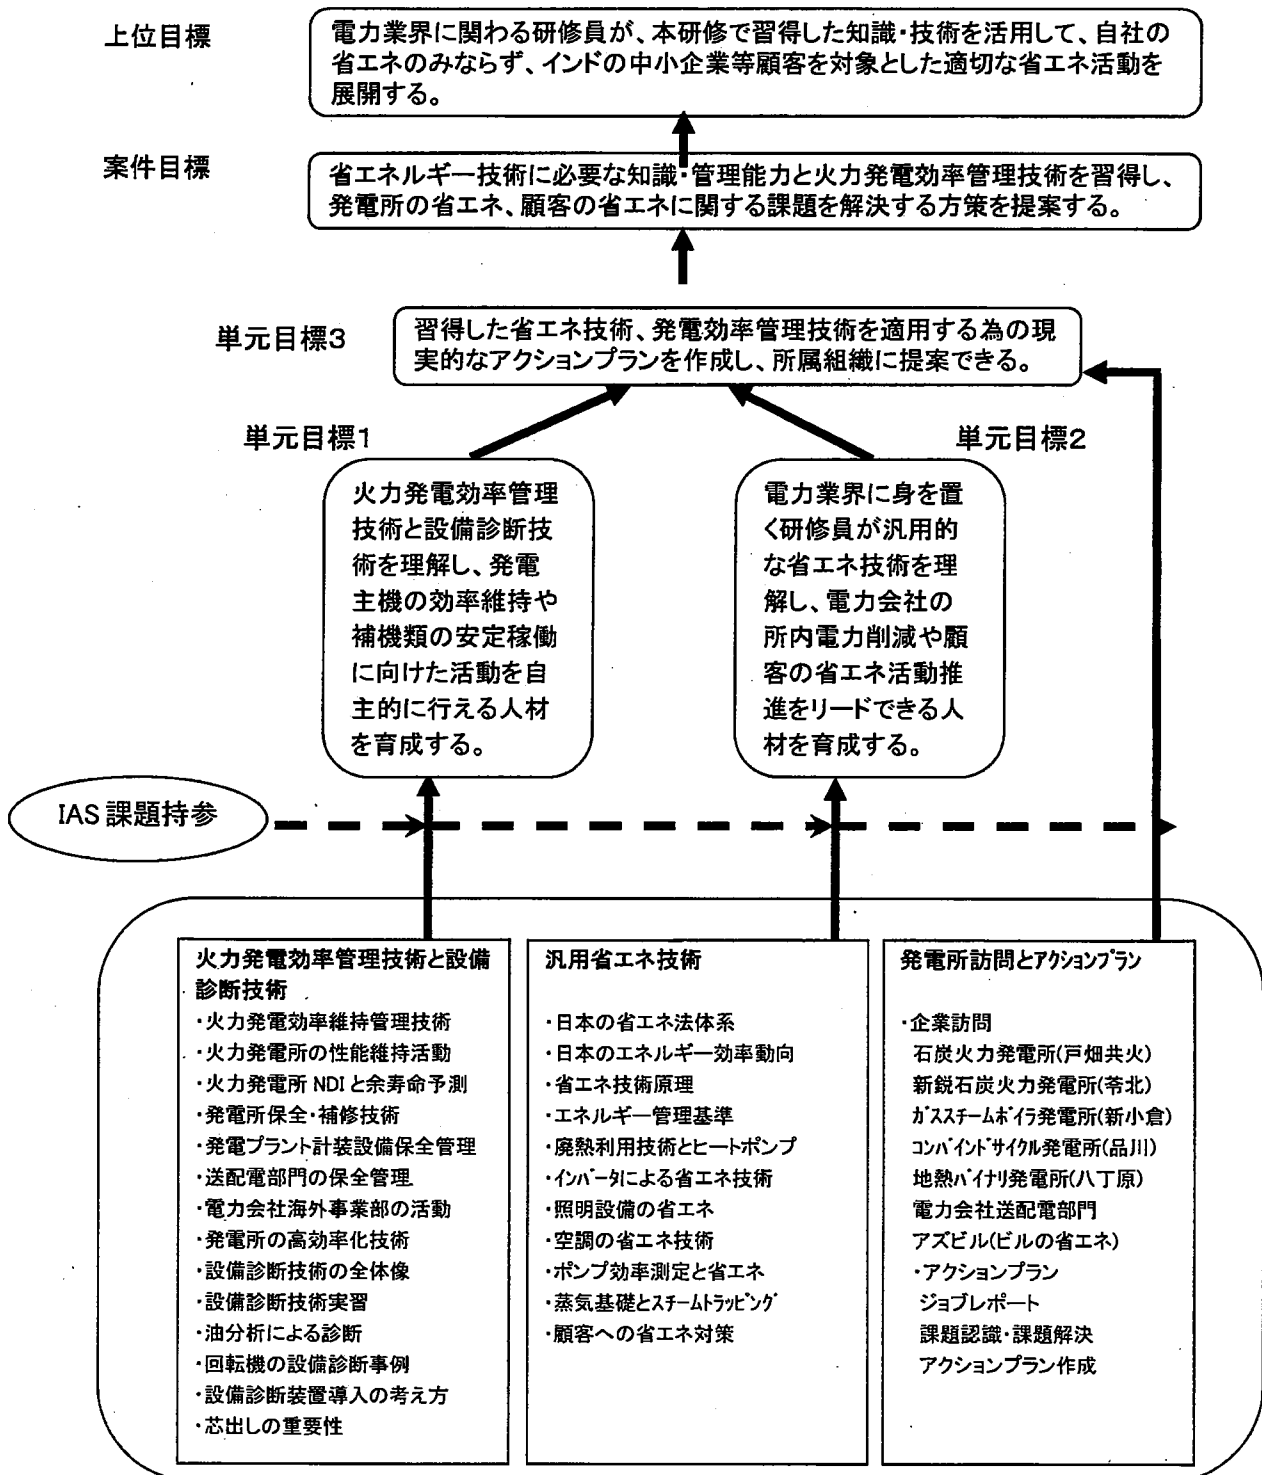 上位目標
電力業界に関わる研修員が、本研修で習得した知識・技術を活用して、自社の
省エネのみならず、インドの中小企業等顧客を対象とした適切な省エネ活動を
展開する。
案件目標
省エネルギー技術に必要な知識・管理能力と火力発電効率管理技術を習得し、
発電所の省エネ、顧客の省エネに関する課題を解決する方策を提案する。
単元目標3
習得した省エネ技術、発電効率管理技術を適用する為の現
実的なアクションプランを作成し、所属組織に提案できる。
単元目標1
火力発電効率管理
技術と設備診断技
術を理解し、発電
主機の効率維持や
補機類の安定稼働
に向けた活動を自
主的に行える人材
を育成する。
単元目標2
電力業界に身を置
く研修員が汎用的
な省エネ技術を理
解し、電力会社の
所内電力削減や顧
客の省エネ活動推
進をリードできる人
材を育成する。
IAS 課題持参
火力発電効率管理技術と設備
診断技術
・火力発電効率維持管理技術
・火力発電所の性能維持活動
・火力発電所 NDI と余寿命予測
・発電所保全・補修技術
・発電プラント計装設備保全管理
・送配電部門の保全管理
・電力会社海外事業部の活動
・発電所の高効率化技術
・設備診断技術の全体像
・設備診断技術実習
・油分析による診断
・回転機の設備診断事例
・設備診断装置導入の考え方
・芯出しの重要性
汎用省エネ技術
・日本の省エネ法体系
・日本のエネルギー効率動向
・省エネ技術原理
・エネルギー管理基準
・廃熱利用技術とヒートポンプ
・インバータによる省エネ技術
・照明設備の省エネ
・空調の省エネ技術
・ポンプ効率測定と省エネ
・蒸気基礎とスチームトラッピング
・顧客への省エネ対策
発電所訪問とアクションプラン
・企業訪問
石炭火力発電所(戸畑共火)
新鋭石炭火力発電所(苓北)
ガススチームボイラ発電所(新小倉)
コンバインドサイクル発電所(品川)
地熱バイナリ発電所(八丁原)
電力会社送配電部門
アズビル(ビルの省エネ)
・アクションプラン
ジョブレポート
課題認識・課題解決
アクションプラン作成